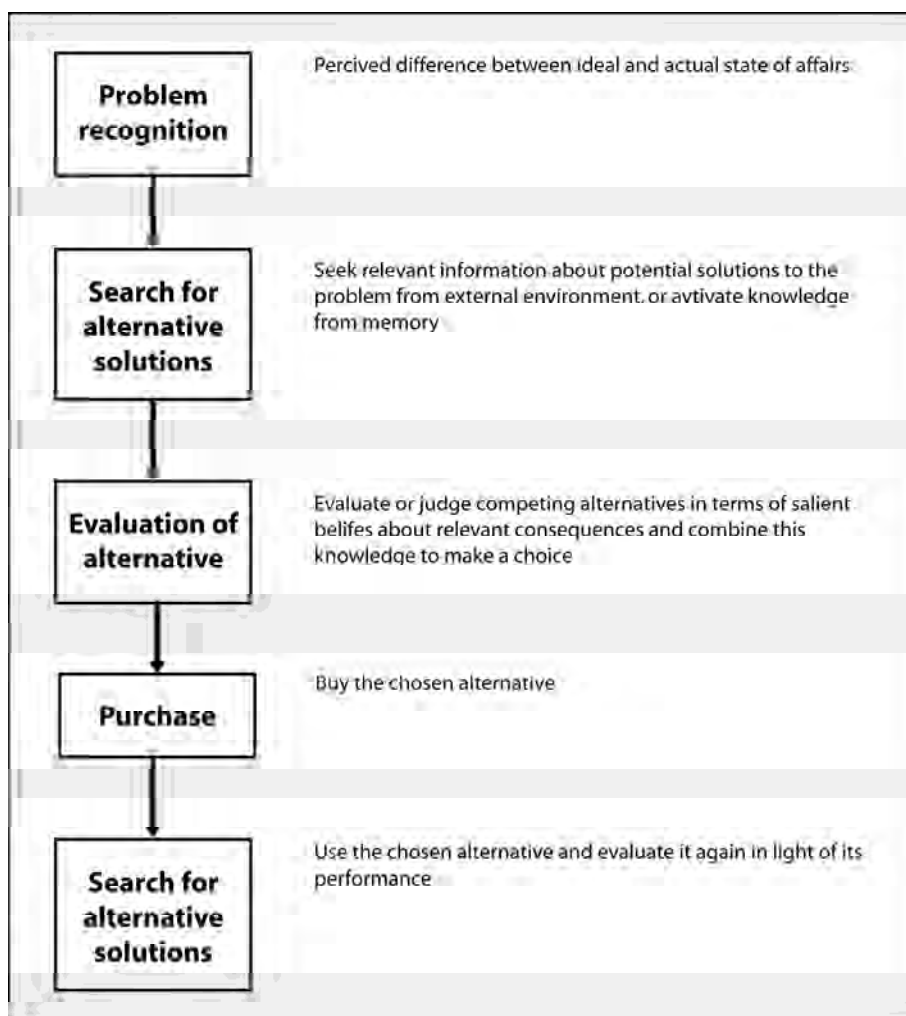 Problem
recognition
Percived difference between ideal and actual state of affairs
Search for
alternative
solutions
Seek relevant information about potential solutions to the
problem from external environment, or avtivate knowledge
from memory
Evaluation of
alternative
Evaluate or judge competing alternatives in terms of salient
belifes about relevant consequences and combine this
knowledge to make a choice
Purchase
Buy the chosen alternative
Search for
alternative
solutions
Use the chosen alternative and evaluate it again in light of its
performance